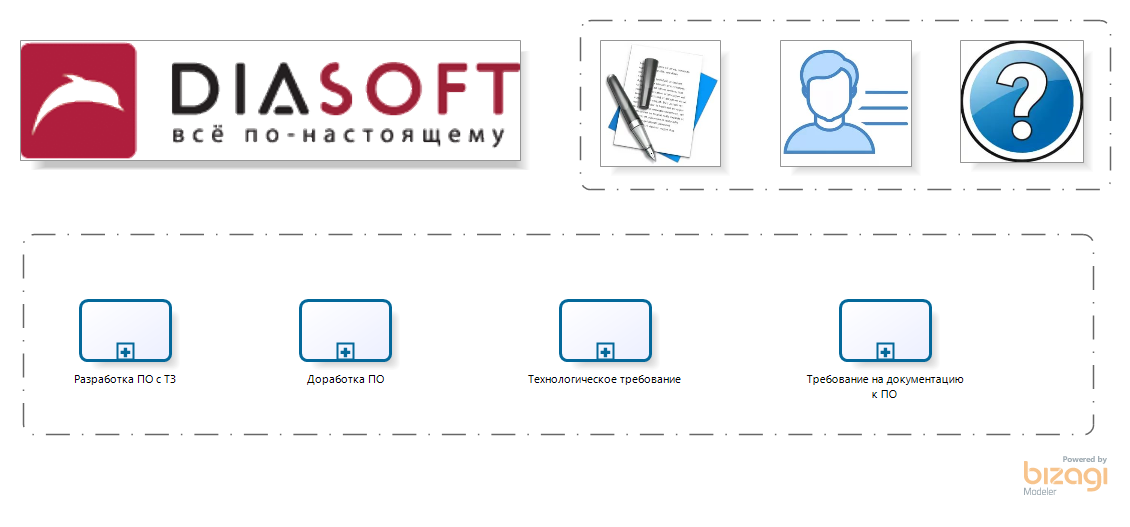 DIASOFT
всё по-настоящему
Разработка ПО с ТЗ
Доработка ПО
Технологическое требование
Требование на документацию
к ПО
Powered by
bizagi
Modeler